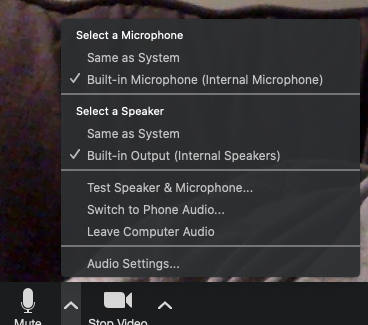 Select a Microphone
Same as System
✓ Built-in Microphone (Internal Microphone)
Select a Speaker
Same as System
✓ Built-in Output (Internal Speakers)
Test Speaker & Microphone...
Switch to Phone Audio...
Leave Computer Audio
Audio Settings...
Mute Stop Video